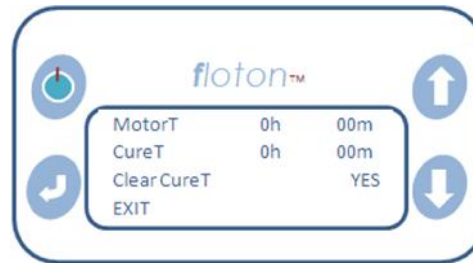 floton™
MotorT 0h 00m
CureT 0h 00m
Clear CureT YES
EXIT